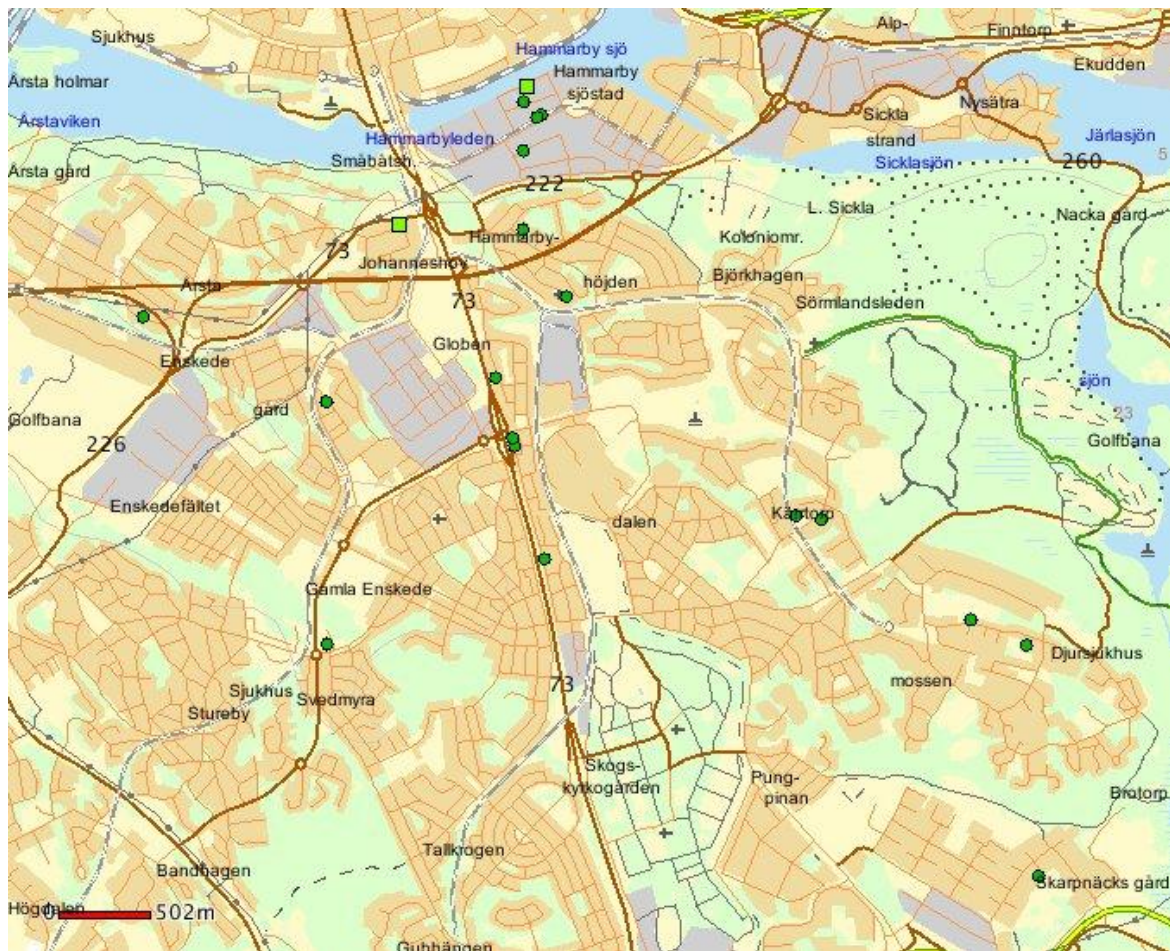 Sjukhus
Alp-
Finntorp
Hammarby sjö
Ekudden
Hammarby
sjöstad
Årsta holmar
Nysätra
Sickla
Årstaviken
Hammarbyleden
strand
Järlasjön
Småbåtsh.
Sicklasjön
260
5
Årsta gård
222
L. Sickla
Nacka gård
Hammarby-
Koloniomr.
73
Johanneshov
Björkhagen
höjden
Årsta
73
Sörmlandsleden
Globen
Enskede
sjön
gård
23
Golfbana
Golfbana
226
Enskedefältet
Kärrtorp
dalen
Gamla Enskede
Djursjukhus
73
mossen
Sjukhus
Svedmyra
Stureby
Skogs-
kyrkogården
Pung-
pinan
Brotorp
Tallkrogen
Bandhagen
Skarpnäcks gård
Högdalen
0
502m
Gubbängen